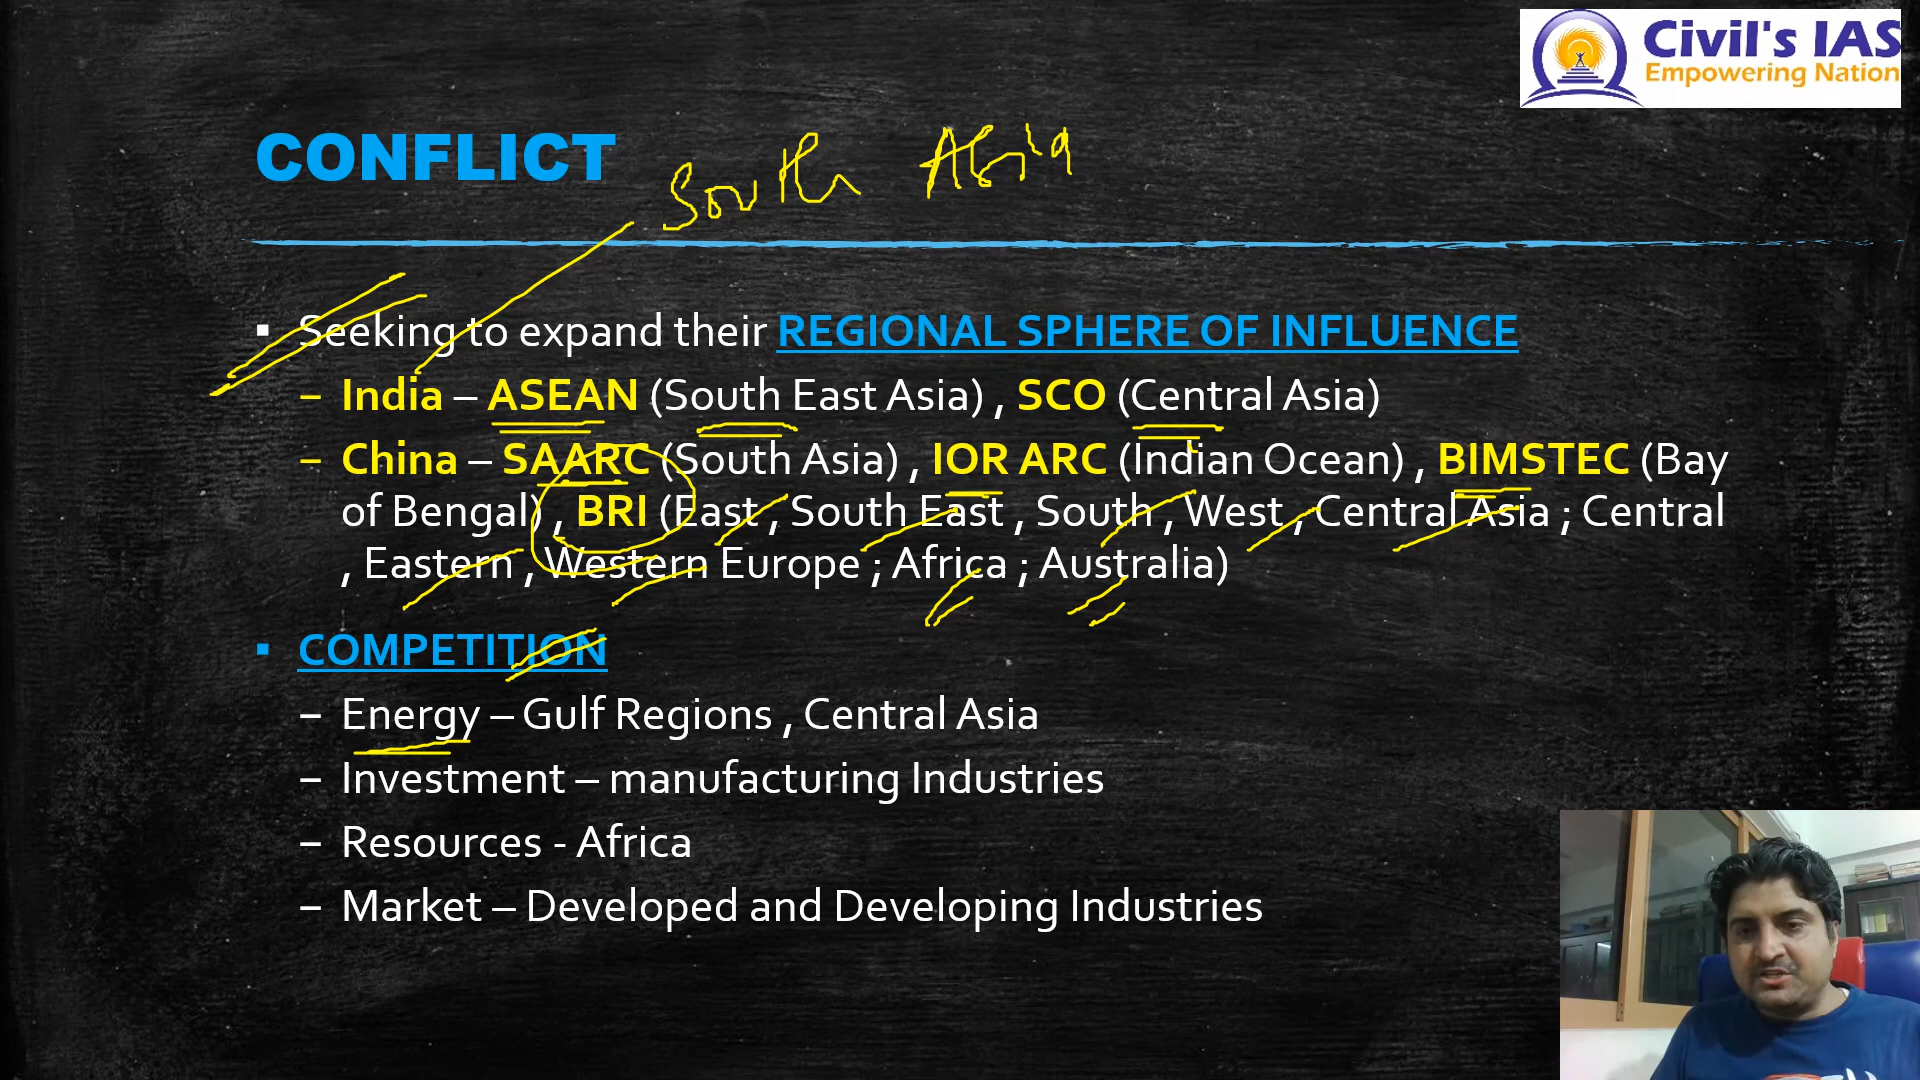 Civil's IAS
Empowering Nation
CONFLICT
South Asia
▪ Seeking to expand their REGIONAL SPHERE OF INFLUENCE
– India – ASEAN (South East Asia) , SCO (Central Asia)
– China – SAARC (South Asia) , IOR ARC (Indian Ocean) , BIMSTEC (Bay
of Bengal) , BRI (East , South East , South , West , Central Asia ; Central
, Eastern , Western Europe ; Africa ; Australia)
▪ COMPETITION
– Energy – Gulf Regions , Central Asia
– Investment – manufacturing Industries
– Resources - Africa
– Market – Developed and Developing Industries